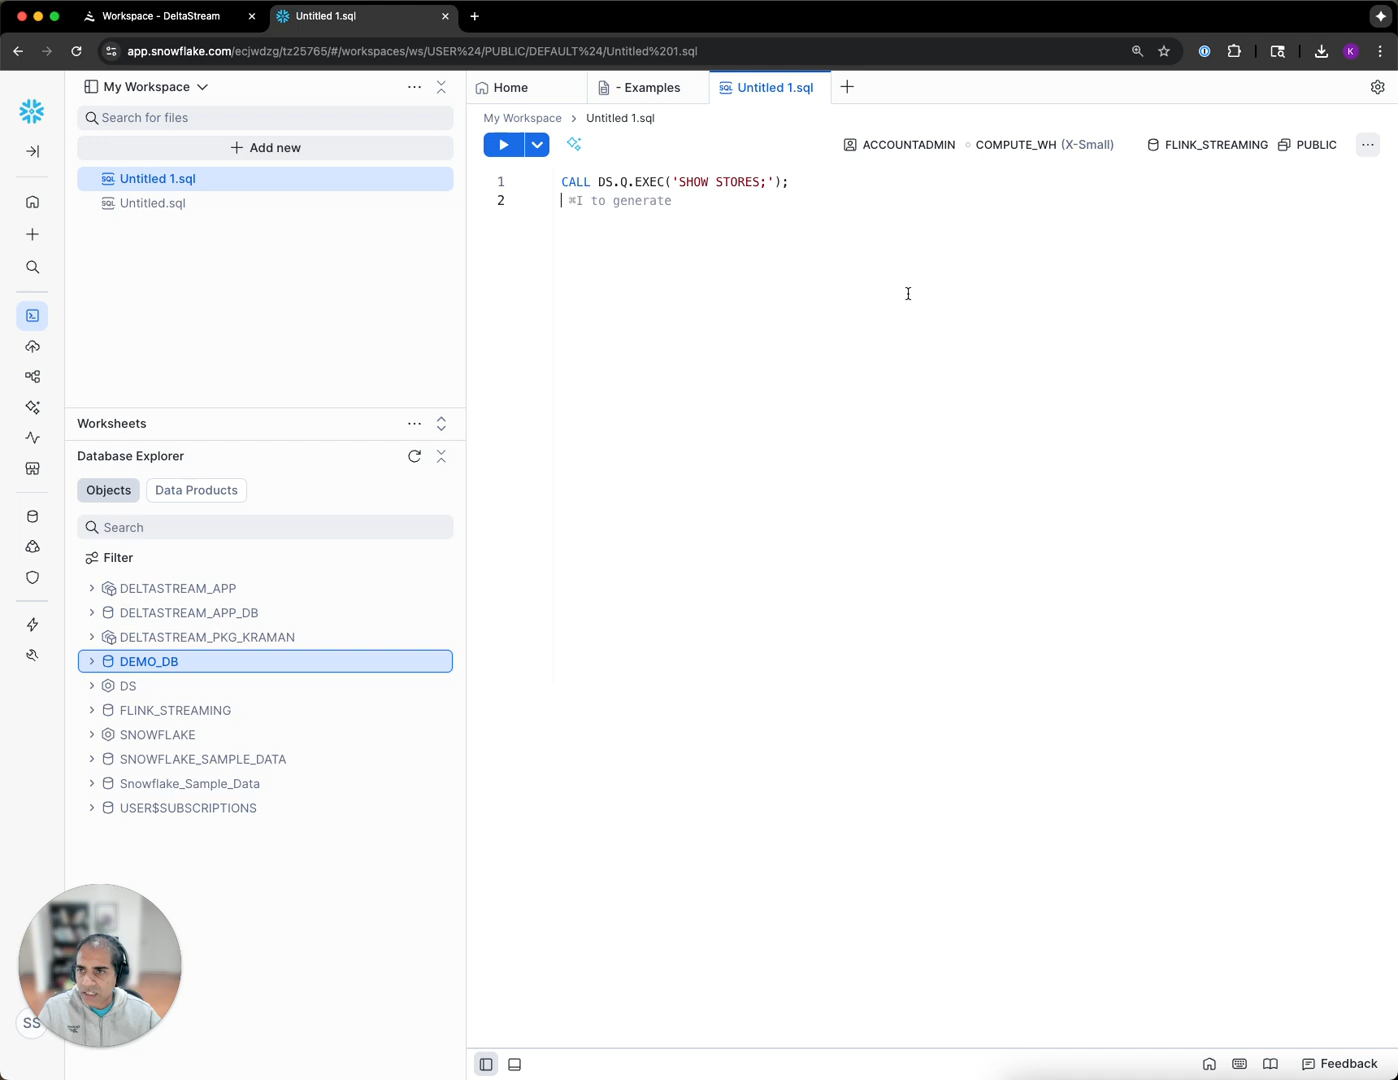 Workspace - DeltaStream
Untitled 1.sql
app.snowflake.com/ecjwdzg/tz25765/#/workspaces/ws/USER%24/PUBLIC/DEFAULT%24/Untitled%201.sql
K
My Workspace
Search for files
Add new
Untitled 1.sql
Untitled.sql
Worksheets
Database Explorer
Objects
Data Products
Search
Filter
DELTASTREAM_APP
DELTASTREAM_APP_DB
DELTASTREAM_PKG_KRAMAN
DEMO_DB
DS
FLINK_STREAMING
SNOWFLAKE
SNOWFLAKE_SAMPLE_DATA
Snowflake_Sample_Data
USER$SUBSCRIPTIONS
SS
Home
- Examples
Untitled 1.sql
My Workspace > Untitled 1.sql
ACCOUNTADMIN COMPUTE_WH (X-Small) FLINK_STREAMING PUBLIC
1 CALL DS.Q.EXEC('SHOW STORES;');
2 ⌘I to generate
Feedback